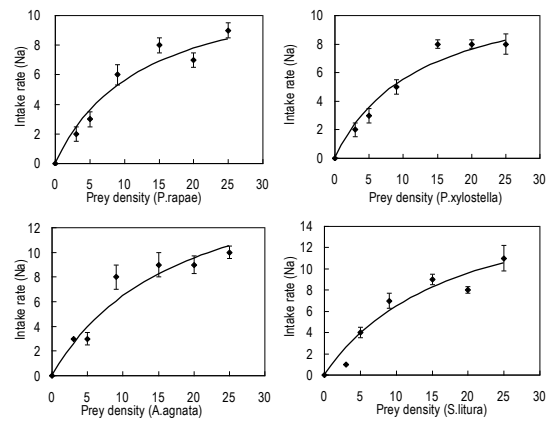 10
8
6
4
2
0
Intake rate (Na)
0 5 10 15 20 25 30
Prey density (P.rapae)
10
8
6
4
2
0
Intake rate (Na)
0 5 10 15 20 25 30
Prey density (P.xylostella)
12
10
8
6
4
2
0
Intake rate (Na)
0 5 10 15 20 25 30
Prey density (A.agnata)
14
12
10
8
6
4
2
0
Intake rate (Na)
0 5 10 15 20 25 30
Prey density (S.litura)